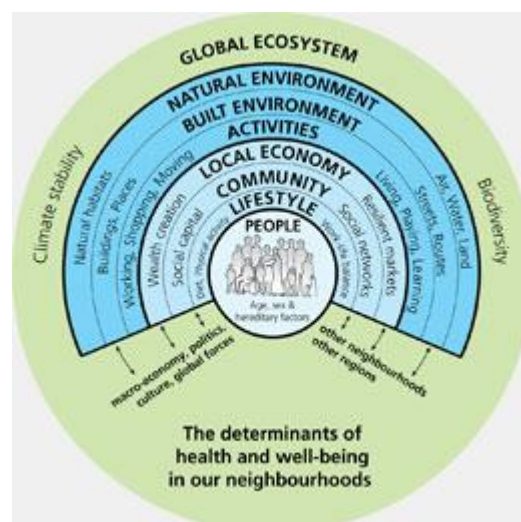 GLOBAL ECOSYSTEM
NATURAL ENVIRONMENT
BUILT ENVIRONMENT
ACTIVITIES
LOCAL ECONOMY
COMMUNITY
LIFESTYLE
PEOPLE
Age, sex &
hereditary factors
Climate stability
Natural habitats
Buildings, Places
Working, Shopping, Moving
Wealth creation
Social capital
Diet, Physical activity
Work-life balance
Social networks
Resilient markets
Living, Playing, Learning
Streets, Routes
Air, Water, Land
Biodiversity
macro-economy, politics,
culture, global forces
other neighbourhoods
other regions
The determinants of
health and well-being
in our neighbourhoods